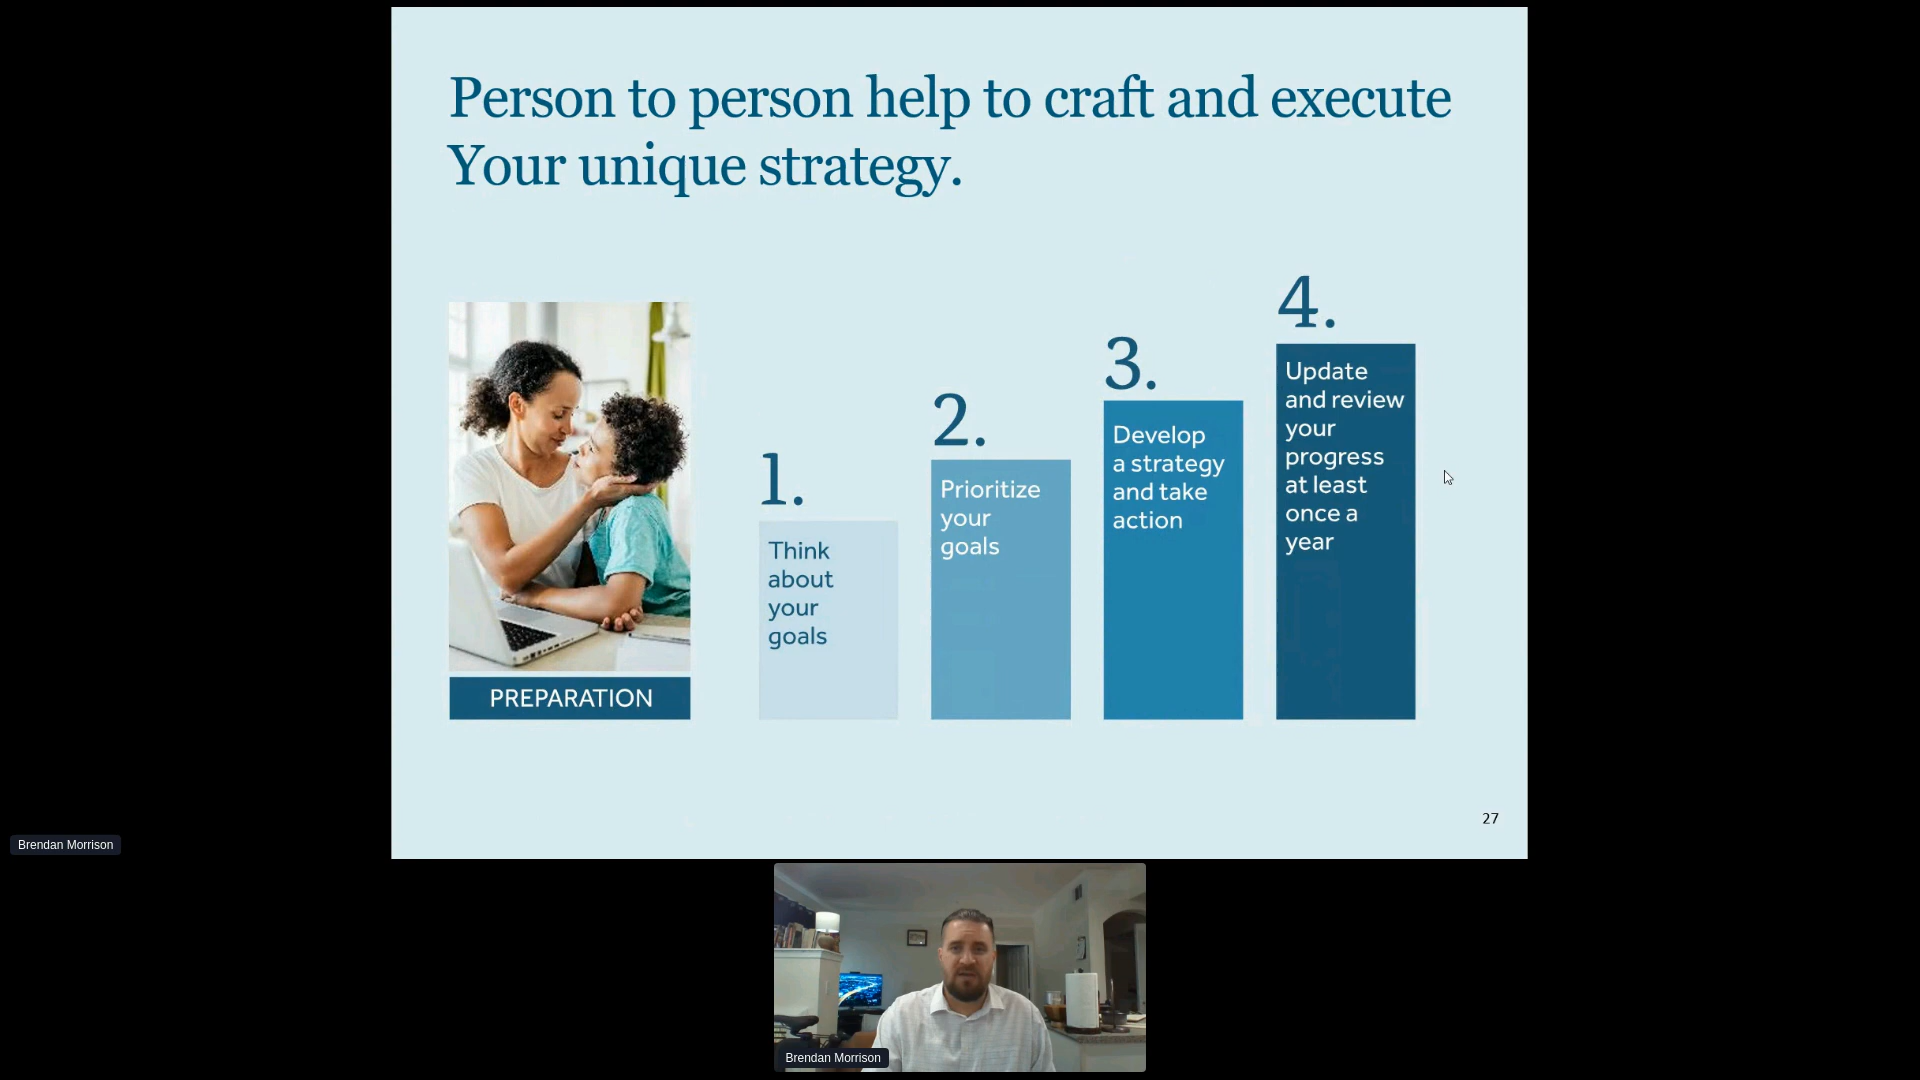 Person to person help to craft and execute
Your unique strategy.
PREPARATION
1.
Think
about
your
goals
2.
Prioritize
your
goals
3.
Develop
a strategy
and take
action
4.
Update
and review
your
progress
at least
once a
year
27
Brendan Morrison
Brendan Morrison